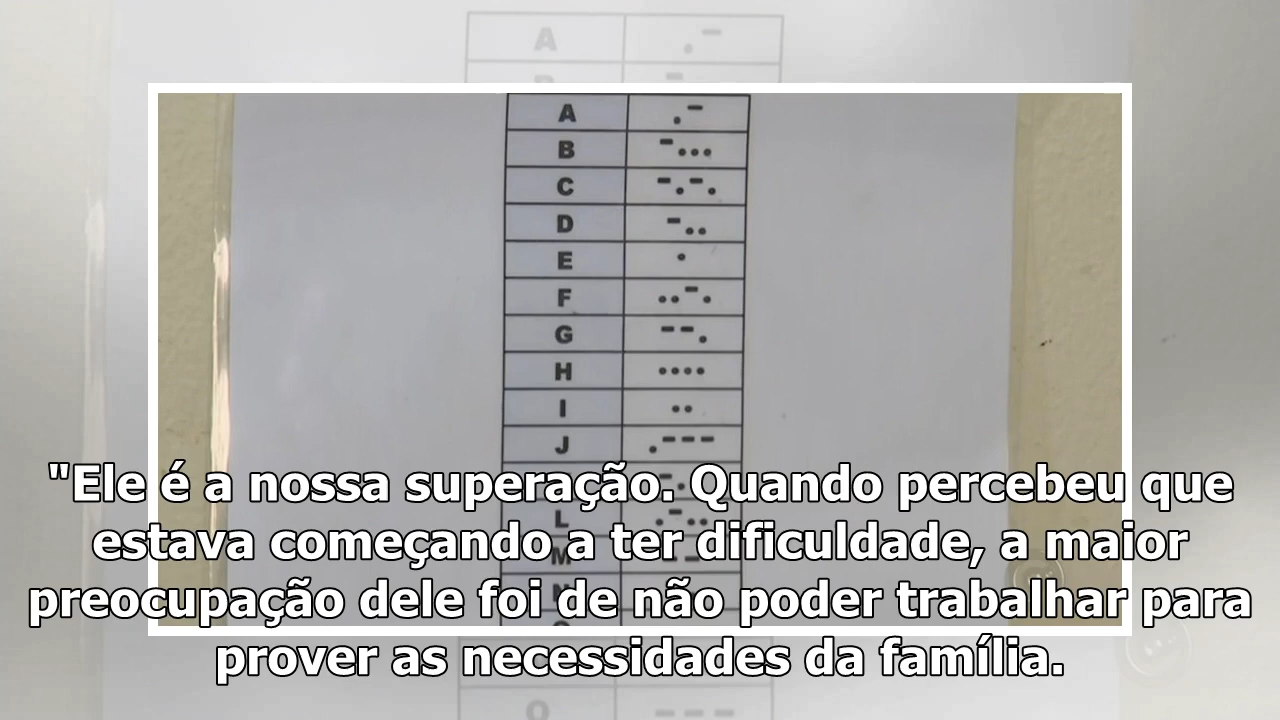 A .-
A .-
B -...
C -.-.
D -..
E .
F ..-.
G --.
H ....
I ..
J .---
L .-..
M --
"Ele é a nossa superação. Quando percebeu que
estava começando a ter dificuldade, a maior
preocupação dele foi de não poder trabalhar para
prover as necessidades da família.
O ---